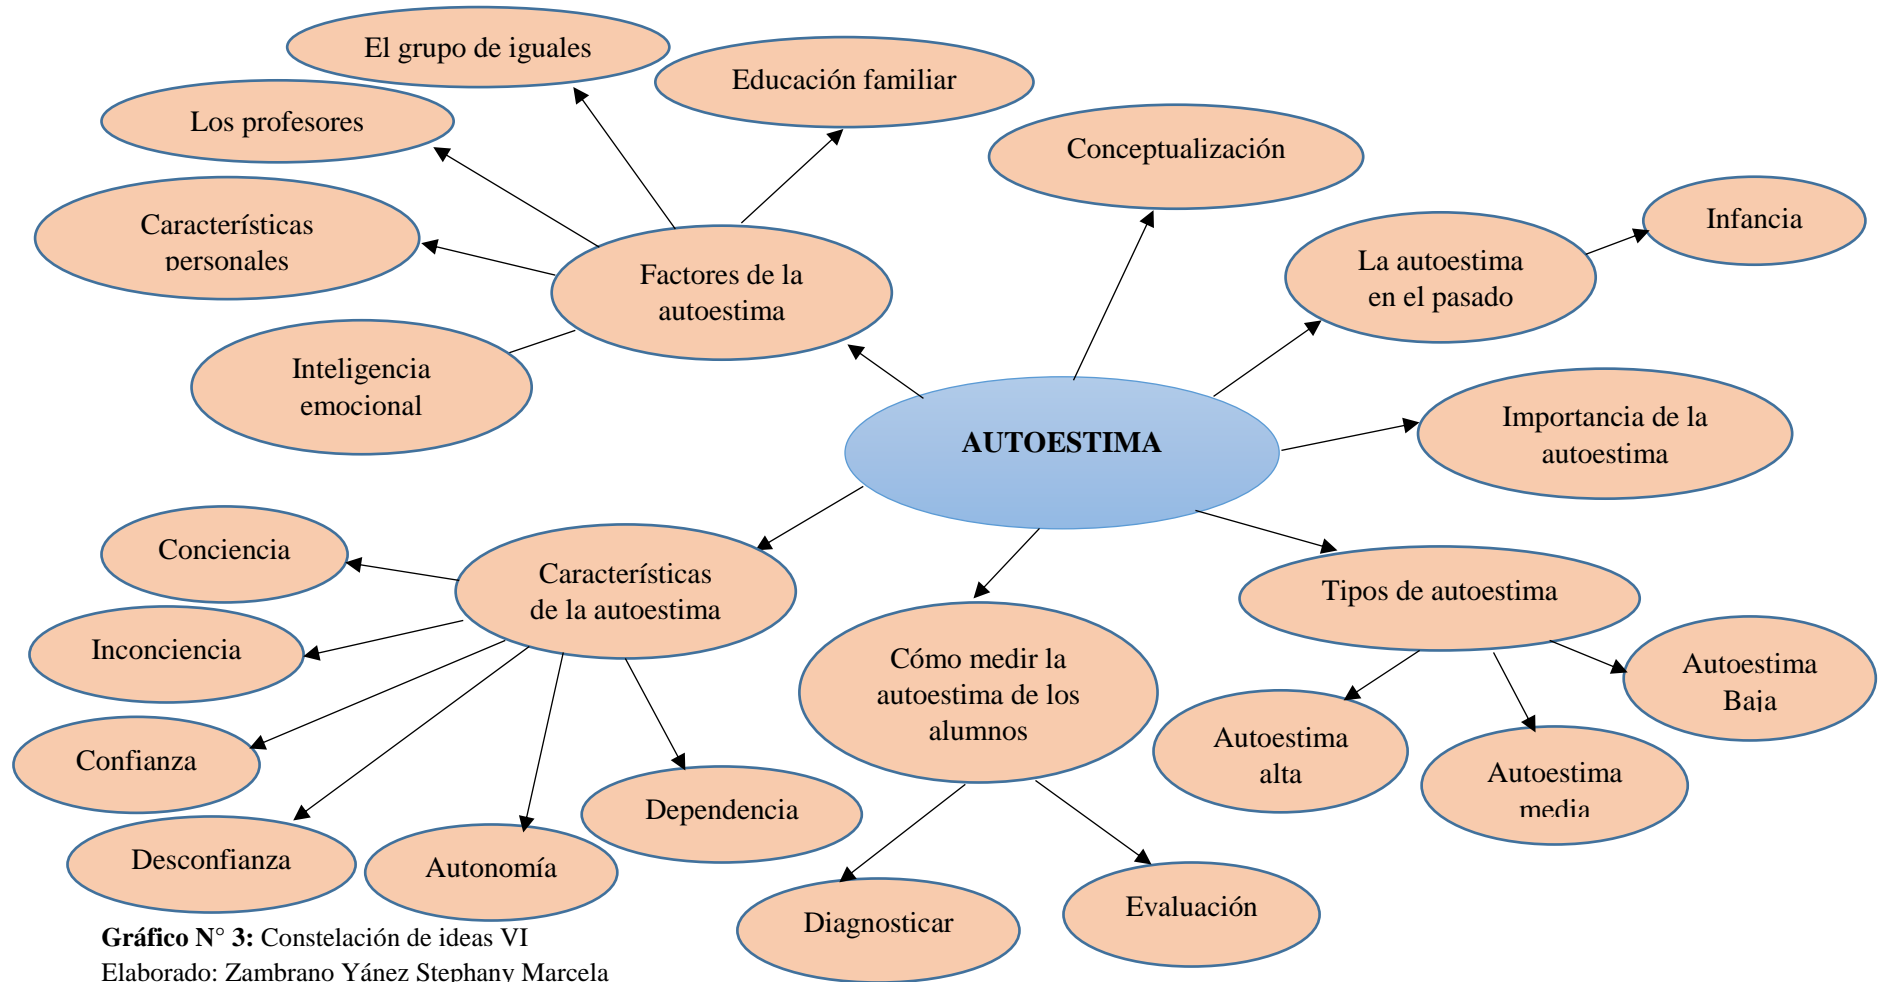 El grupo de iguales
Educación familiar
Los profesores
Conceptualización
Características
personales
Factores de la
autoestima
La autoestima
en el pasado
Infancia
Inteligencia
emocional
AUTOESTIMA
Importancia de la
autoestima
Conciencia
Características
de la autoestima
Inconciencia
Confianza
Desconfianza
Autonomía
Dependencia
Cómo medir la
autoestima de los
alumnos
Diagnosticar
Evaluación
Tipos de autoestima
Autoestima
alta
Autoestima
media
Autoestima
Baja
Gráfico N° 3: Constelación de ideas VI
Elaborado: Zambrano Yánez Stephany Marcela